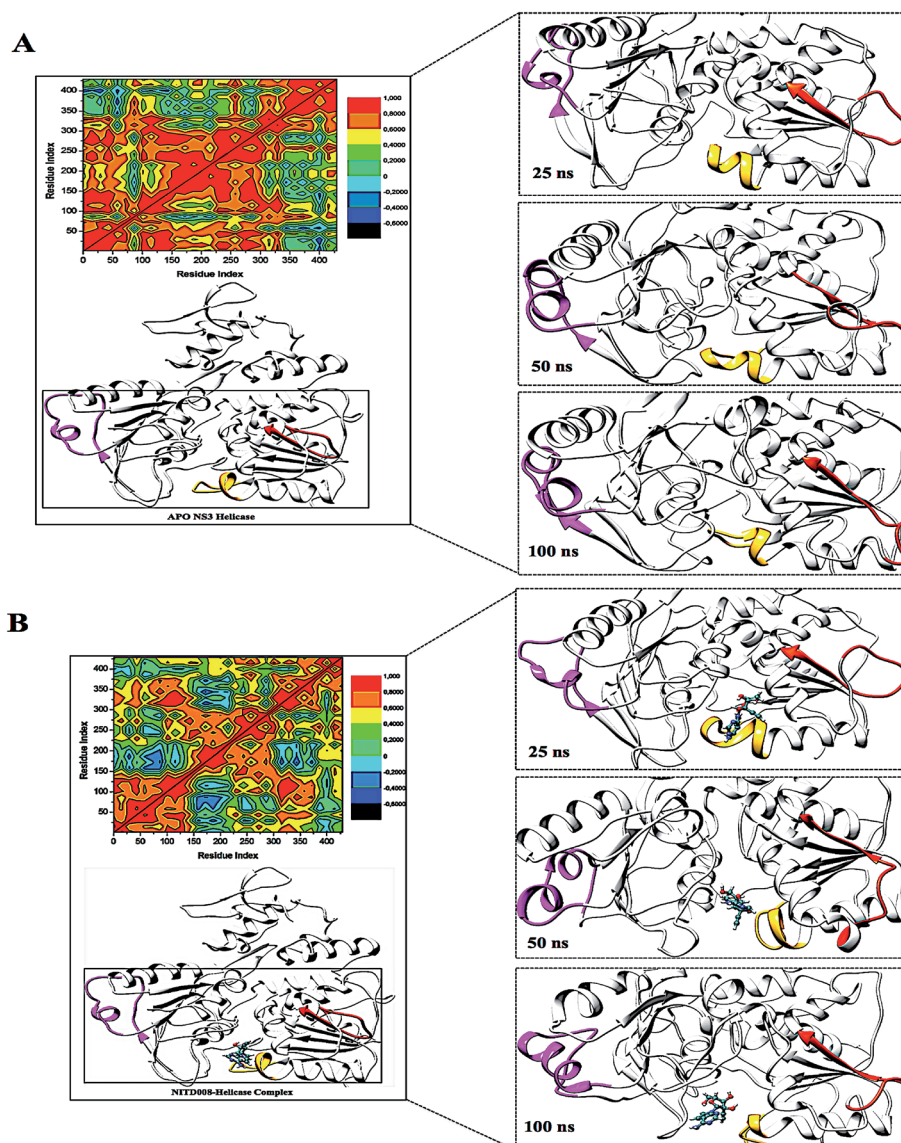 A
Residue Index
400
350
300
250
200
150
100
50
50 100 150 200 250 300 350 400
Residue Index
1,000
0,8000
0,6000
0,4000
0,2000
0
-0,2000
-0,4000
-0,6000
APO NS3 Helicase
25 ns
50 ns
100 ns
B
Residue Index
400
350
300
250
200
150
100
50
0 50 100 150 200 250 300 350 400
Residue Index
1,000
0,8000
0,6000
0,4000
0,2000
0
-0,2000
-0,4000
-0,6000
NITD008-Helicase Complex
25 ns
50 ns
100 ns